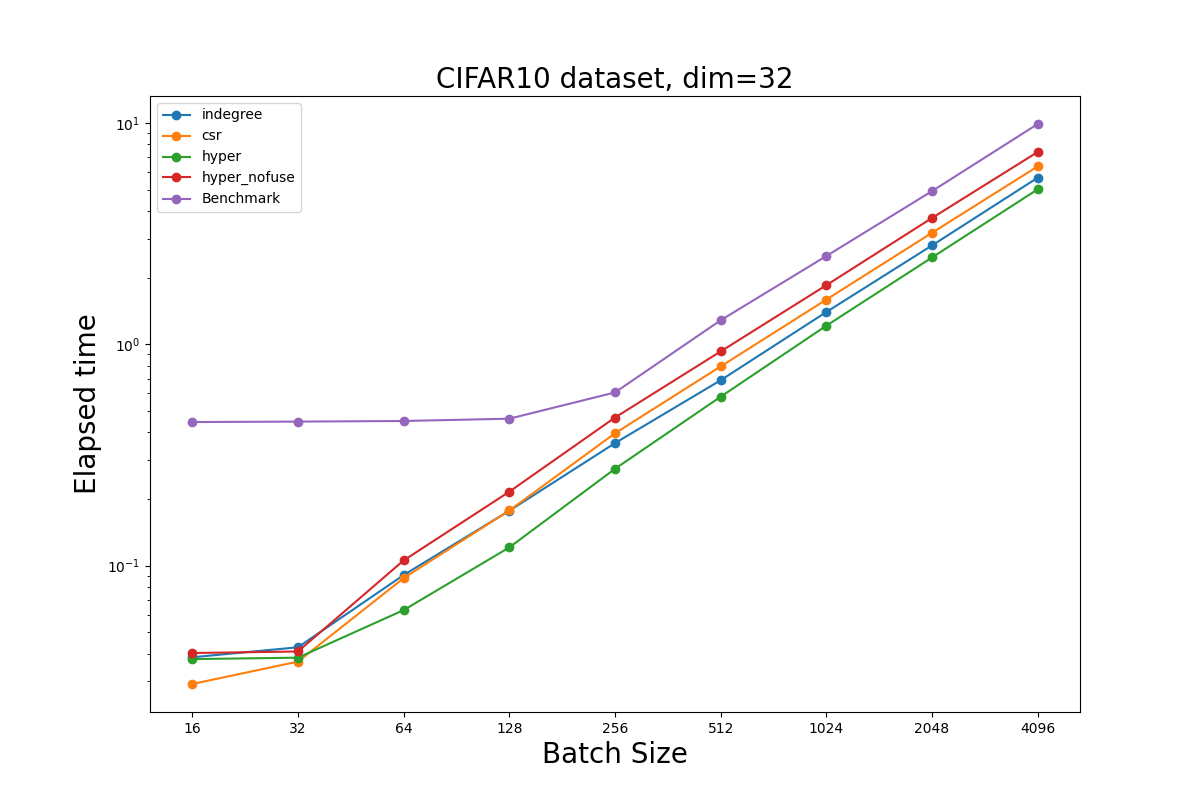 CIFAR10 dataset, dim=32
indegree
csr
hyper
hyper_nofuse
Benchmark
10¹
10⁰
10⁻¹
Elapsed time
16 32 64 128 256 512 1024 2048 4096
Batch Size